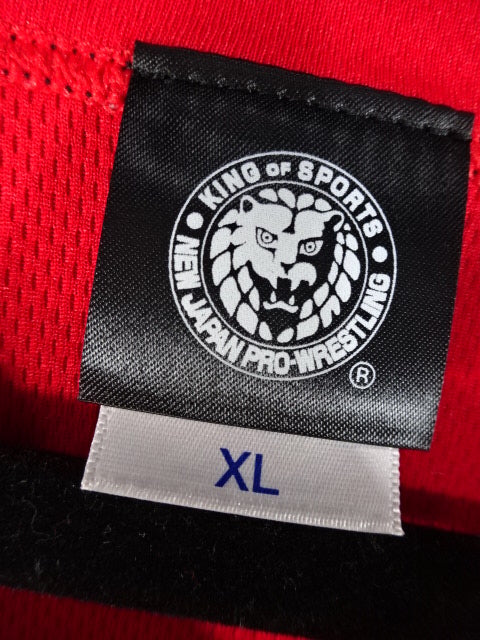 KING OF SPORTS
NEW JAPAN PRO-WRESTLING
®
XL